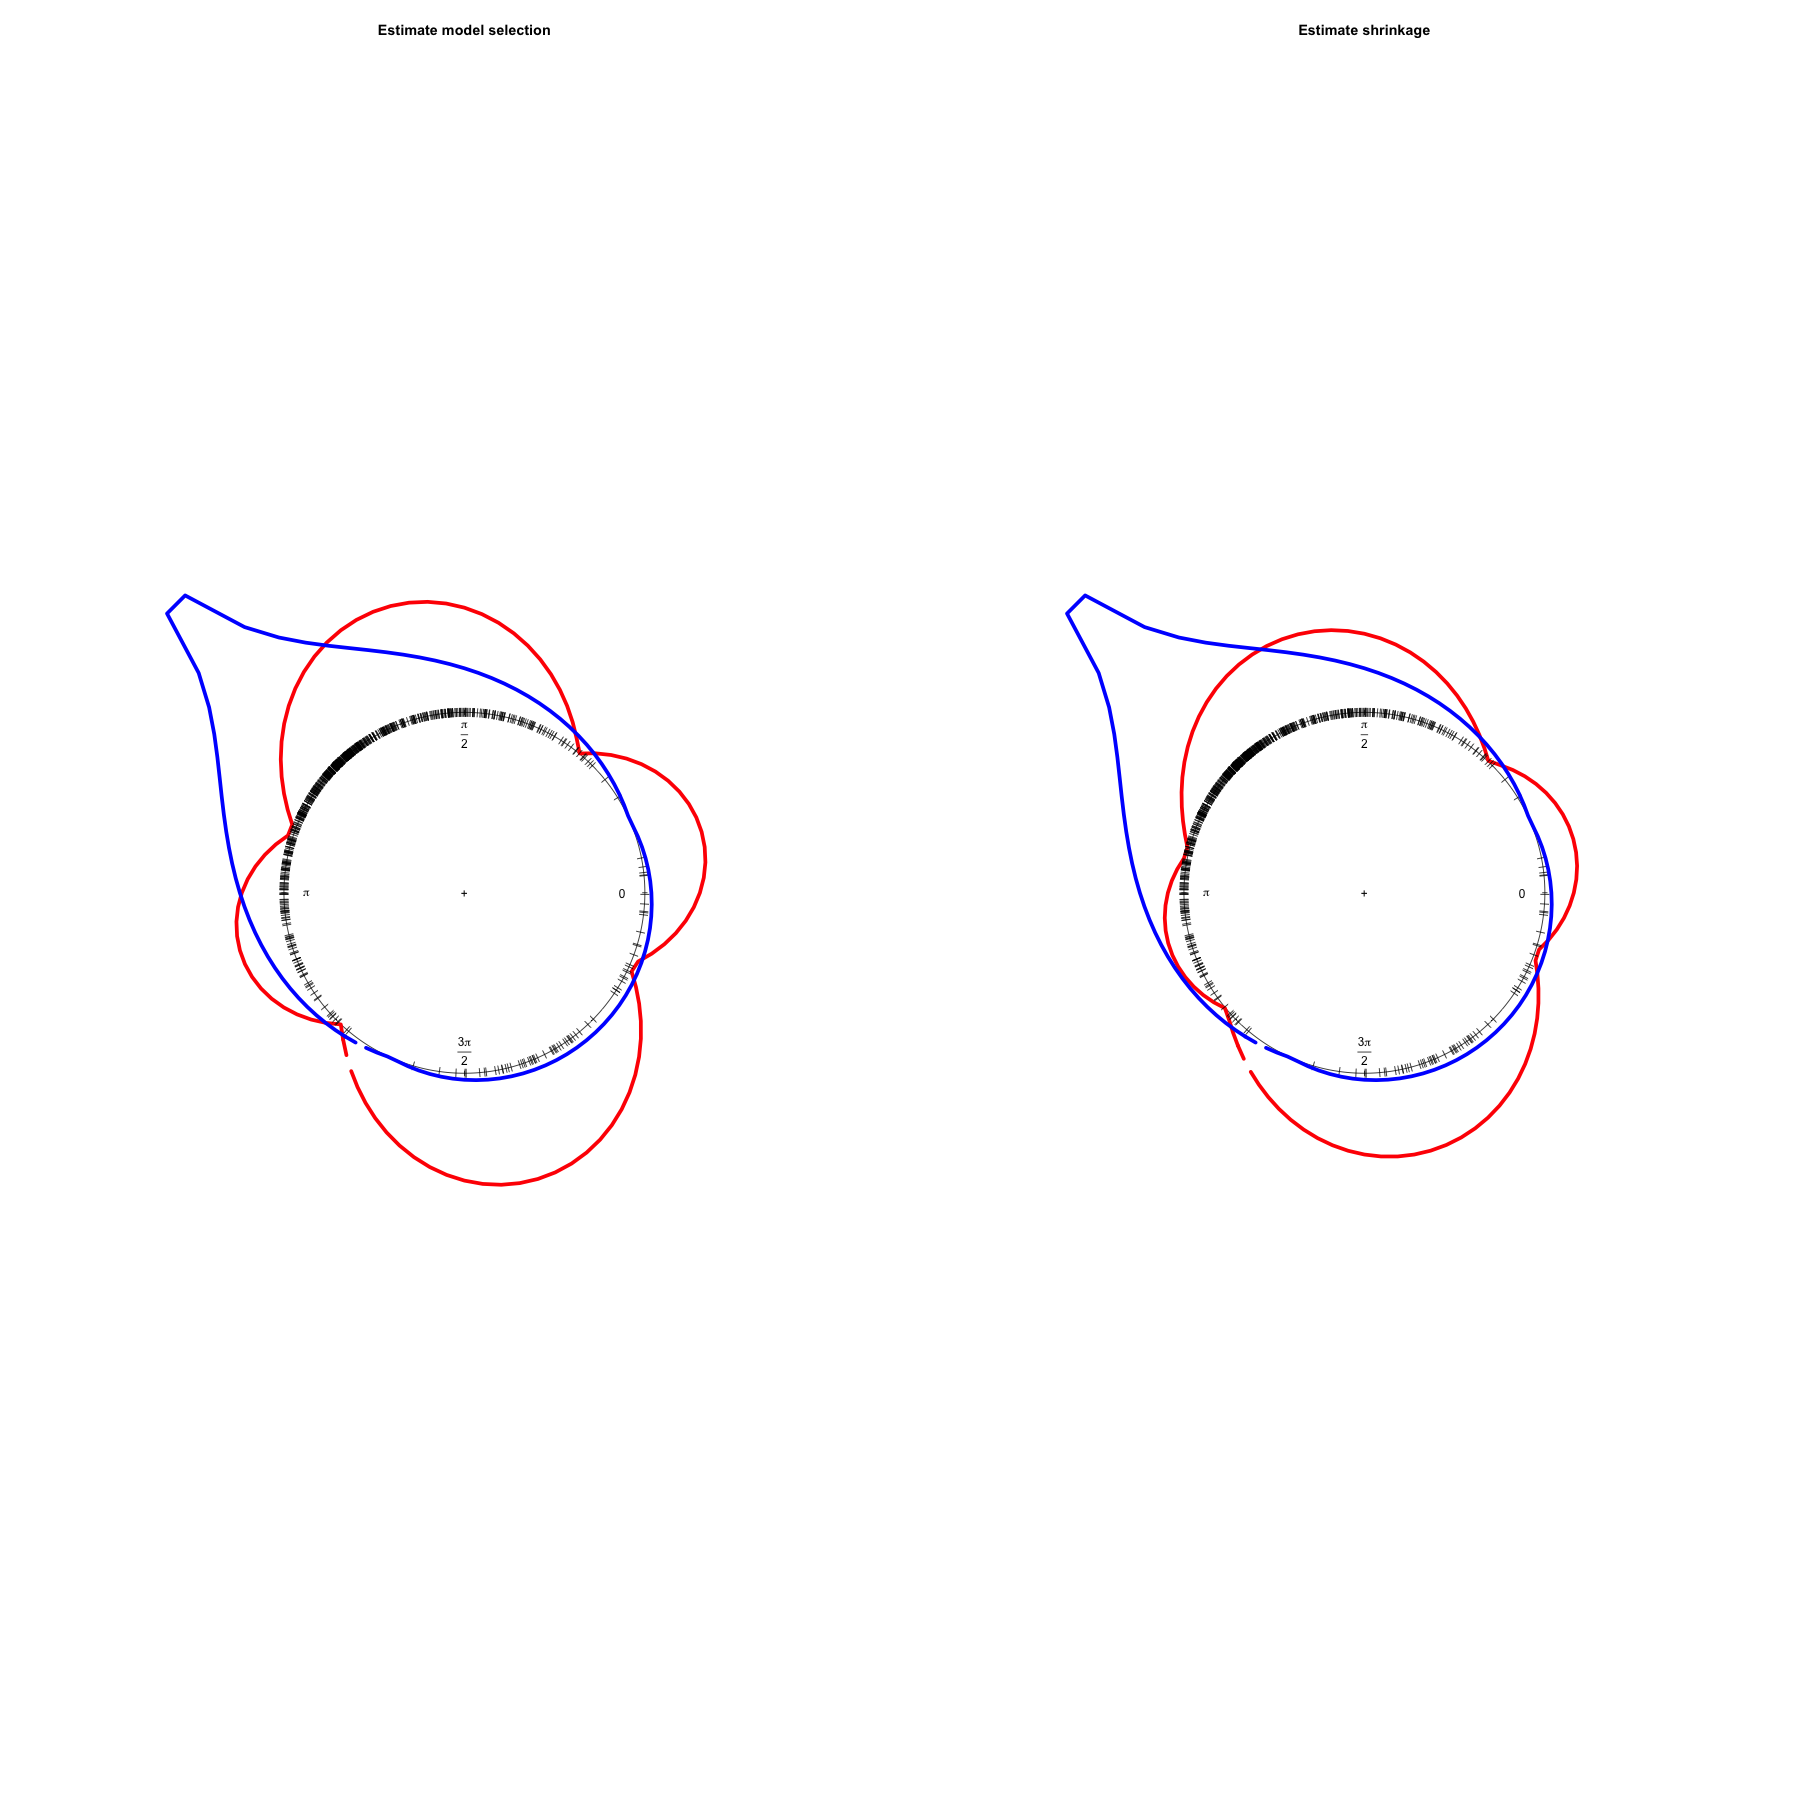 Estimate model selection
Estimate shrinkage
π
2
π
+
0
3π
2
π
2
π
+
0
3π
2